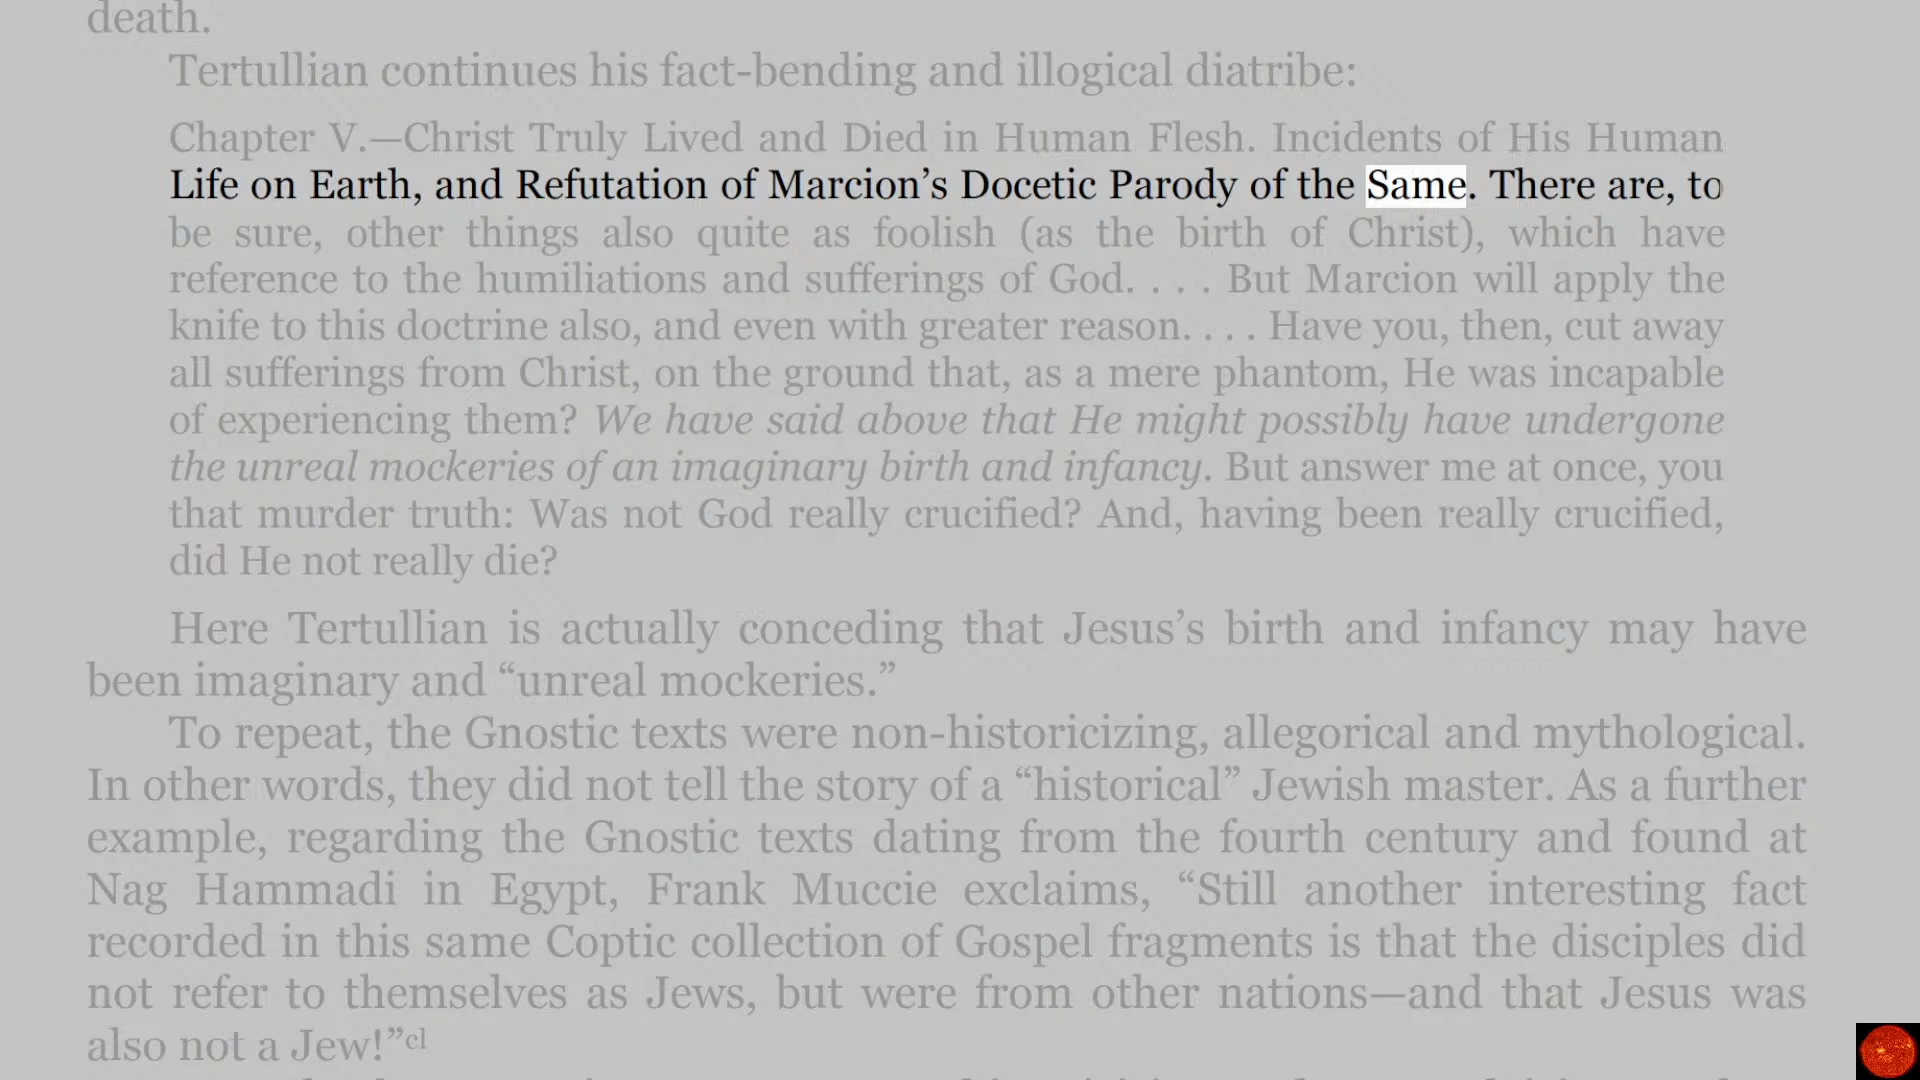 death.
Tertullian continues his fact-bending and illogical diatribe:
Chapter V.—Christ Truly Lived and Died in Human Flesh. Incidents of His Human
Life on Earth, and Refutation of Marcion’s Docetic Parody of the Same. There are, to
be sure, other things also quite as foolish (as the birth of Christ), which have
reference to the humiliations and sufferings of God. . . . But Marcion will apply the
knife to this doctrine also, and even with greater reason. . . . Have you, then, cut away
all sufferings from Christ, on the ground that, as a mere phantom, He was incapable
of experiencing them? We have said above that He might possibly have undergone
the unreal mockeries of an imaginary birth and infancy. But answer me at once, you
that murder truth: Was not God really crucified? And, having been really crucified,
did He not really die?
Here Tertullian is actually conceding that Jesus’s birth and infancy may have
been imaginary and “unreal mockeries.”
To repeat, the Gnostic texts were non-historicizing, allegorical and mythological.
In other words, they did not tell the story of a “historical” Jewish master. As a further
example, regarding the Gnostic texts dating from the fourth century and found at
Nag Hammadi in Egypt, Frank Muccie exclaims, “Still another interesting fact
recorded in this same Coptic collection of Gospel fragments is that the disciples did
not refer to themselves as Jews, but were from other nations—and that Jesus was
also not a Jew!”cl